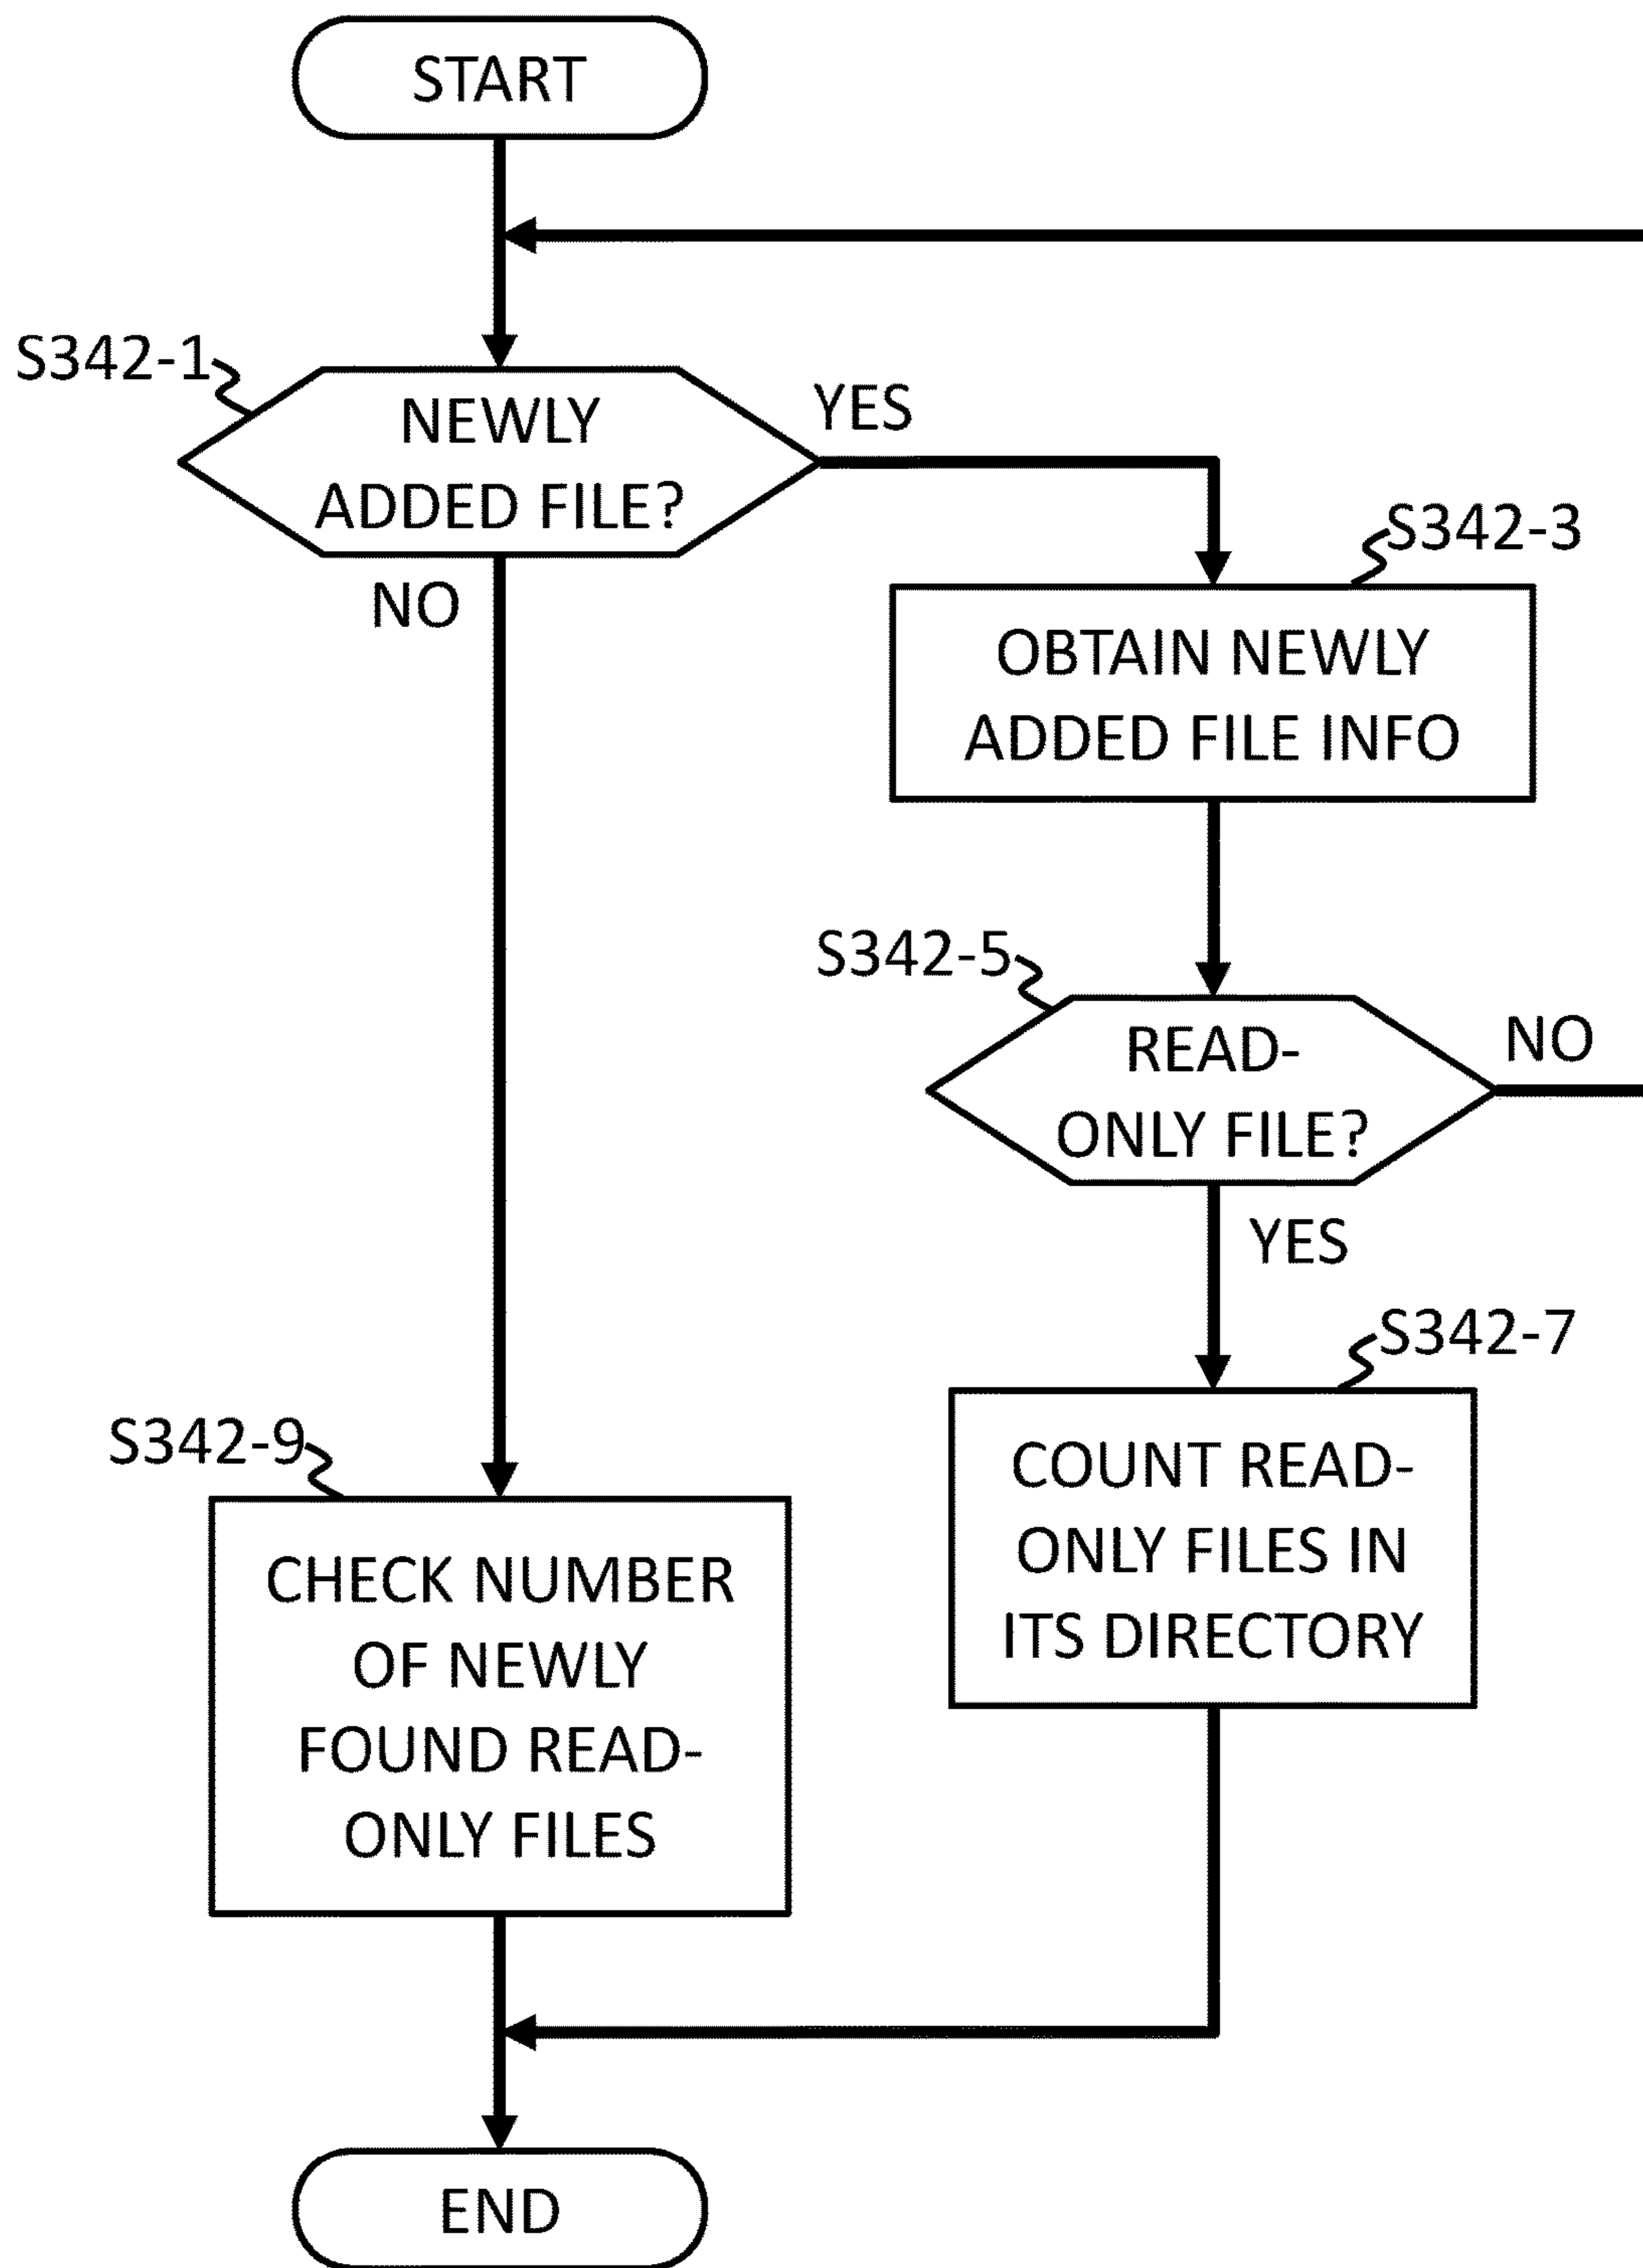 START
S342-1
NEWLY
ADDED FILE?
YES
NO
S342-3
OBTAIN NEWLY
ADDED FILE INFO
S342-5
READ-
ONLY FILE?
NO
YES
S342-7
COUNT READ-
ONLY FILES IN
ITS DIRECTORY
S342-9
CHECK NUMBER
OF NEWLY
FOUND READ-
ONLY FILES
END